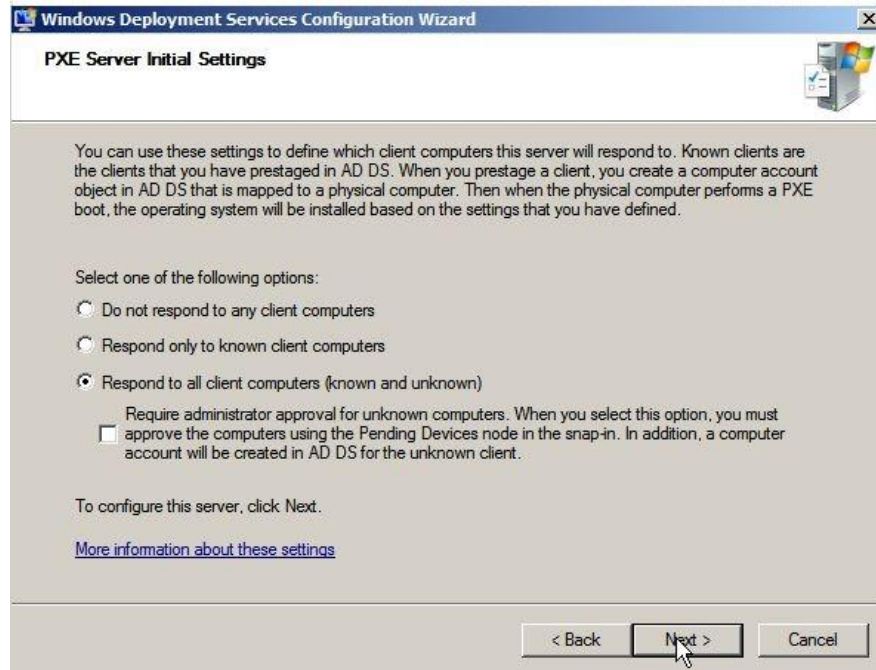 Windows Deployment Services Configuration Wizard
PXE Server Initial Settings
You can use these settings to define which client computers this server will respond to. Known clients are
the clients that you have prestaged in AD DS. When you prestage a client, you create a computer account
object in AD DS that is mapped to a physical computer. Then when the physical computer performs a PXE
boot, the operating system will be installed based on the settings that you have defined.
Select one of the following options:
Do not respond to any client computers
Respond only to known client computers
Respond to all client computers (known and unknown)
Require administrator approval for unknown computers. When you select this option, you must
approve the computers using the Pending Devices node in the snap-in. In addition, a computer
account will be created in AD DS for the unknown client.
To configure this server, click Next.
More information about these settings
< Back
Next >
Cancel